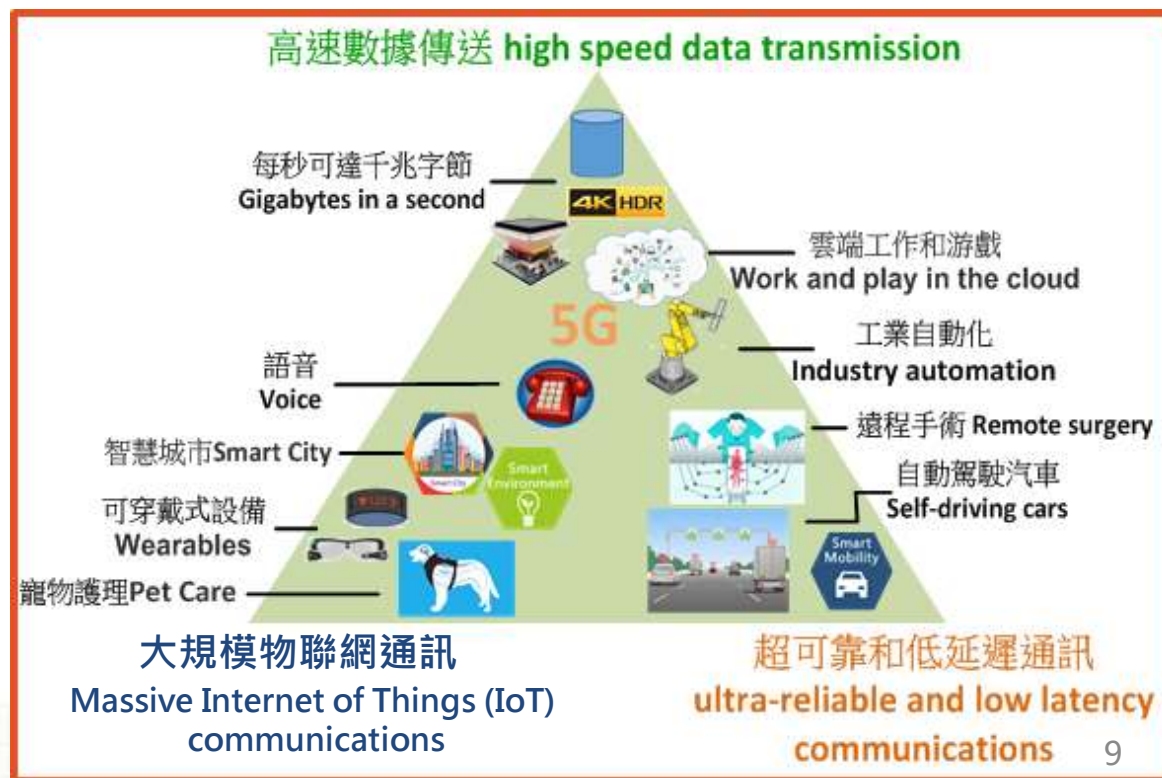 高速數據傳送 high speed data transmission
每秒可達千兆字節
Gigabytes in a second
4K HDR
雲端工作和游戲
Work and play in the cloud
5G
工業自動化
Industry automation
語音
Voice
遠程手術 Remote surgery
智慧城市Smart City
Smart City
Smart
Environment
自動駕駛汽車
Self-driving cars
可穿戴式設備
Wearables
Smart
Mobility
寵物護理Pet Care
大規模物聯網通訊
Massive Internet of Things (IoT)
communications
超可靠和低延遲通訊
ultra-reliable and low latency
communications
9